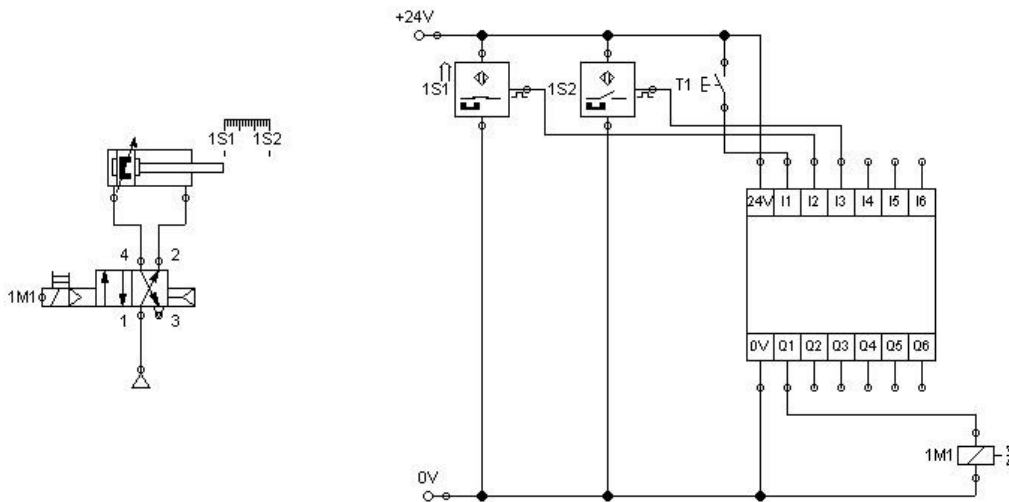 +24V
1S1
1S2
T1
1S1 1S2
4 2
1M1
1 3
24V I1 I2 I3 I4 I5 I6
0V Q1 Q2 Q3 Q4 Q5 Q6
1M1
0V